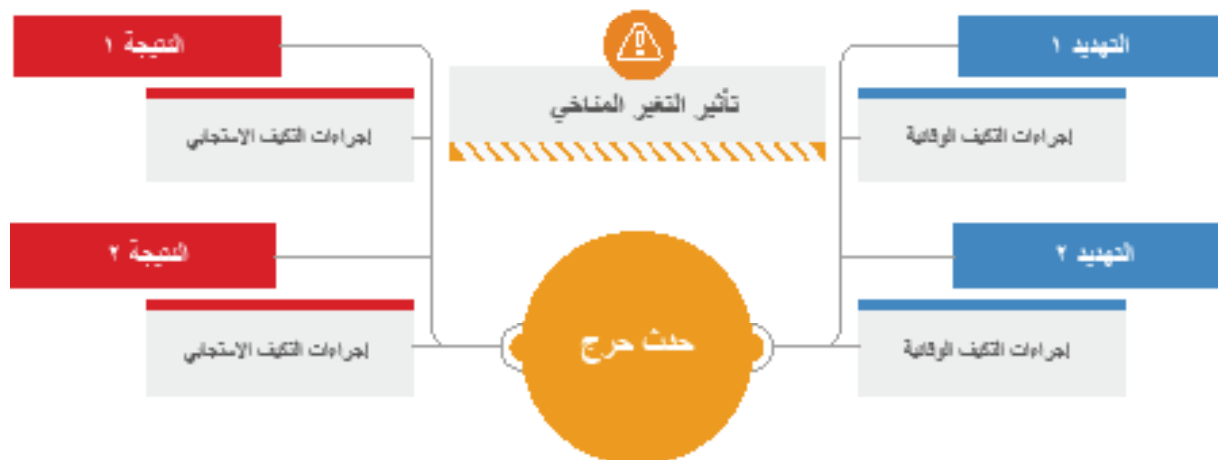 تأثير التغير المناخي
التهديد ١
إجراءات التكيف الوقائية
التهديد ٢
إجراءات التكيف الوقائية
حدث حرج
النتيجة ١
إجراءات التكيف الاستجابي
النتيجة ٢
إجراءات التكيف الاستجابي